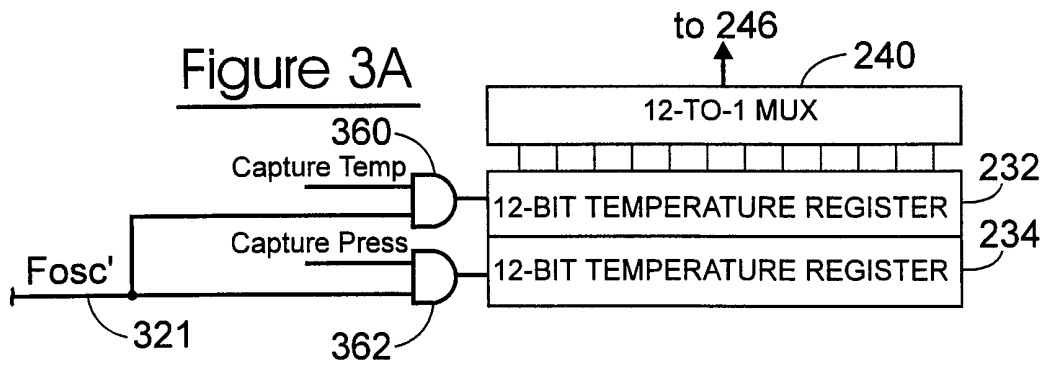 to 246
Figure 3A
240
12-TO-1 MUX
360
Capture Temp
232
12-BIT TEMPERATURE REGISTER
234
Capture Press
12-BIT TEMPERATURE REGISTER
Fosc'
321
362